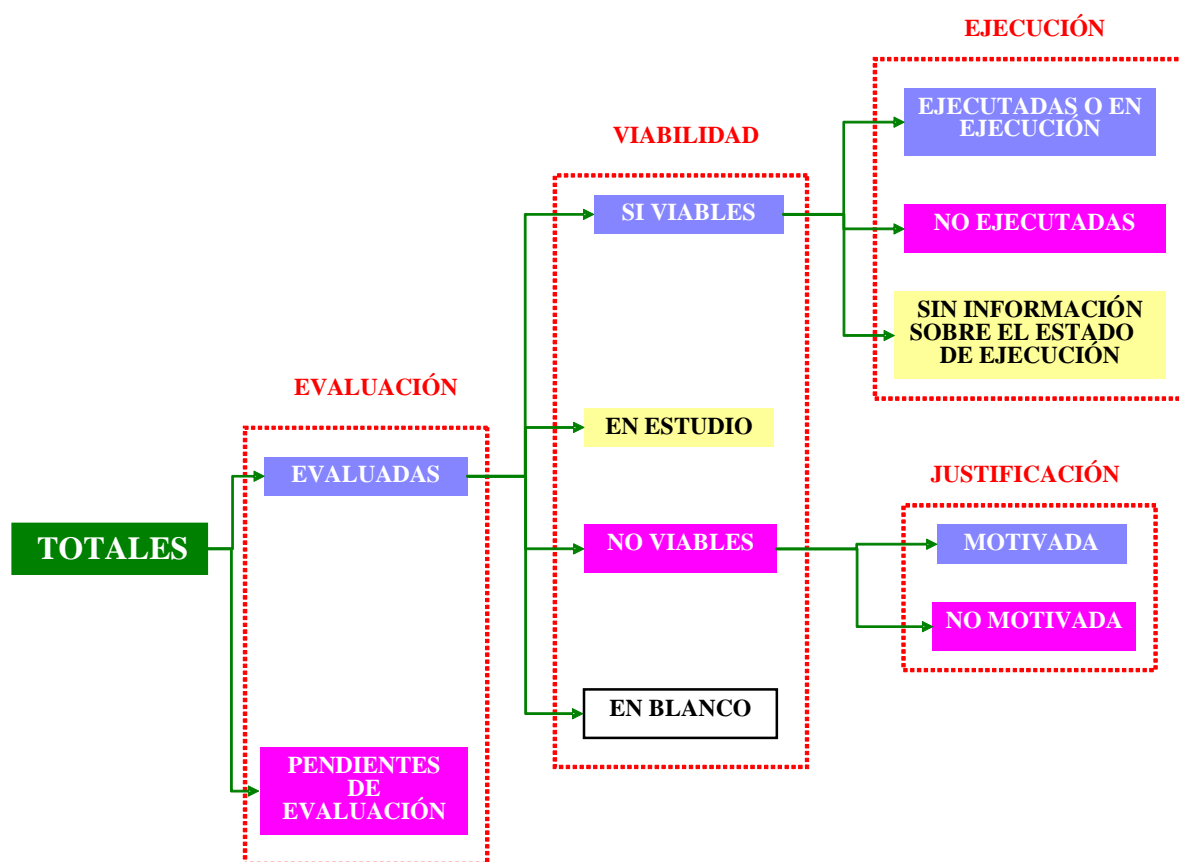 EJECUCIÓN
EJECUTADAS O EN
EJECUCIÓN
VIABILIDAD
SI VIABLES
NO EJECUTADAS
SIN INFORMACIÓN
SOBRE EL ESTADO
DE EJECUCIÓN
EVALUACIÓN
EN ESTUDIO
EVALUADAS
JUSTIFICACIÓN
TOTALES
NO VIABLES
MOTIVADA
NO MOTIVADA
EN BLANCO
PENDIENTES
DE
EVALUACIÓN